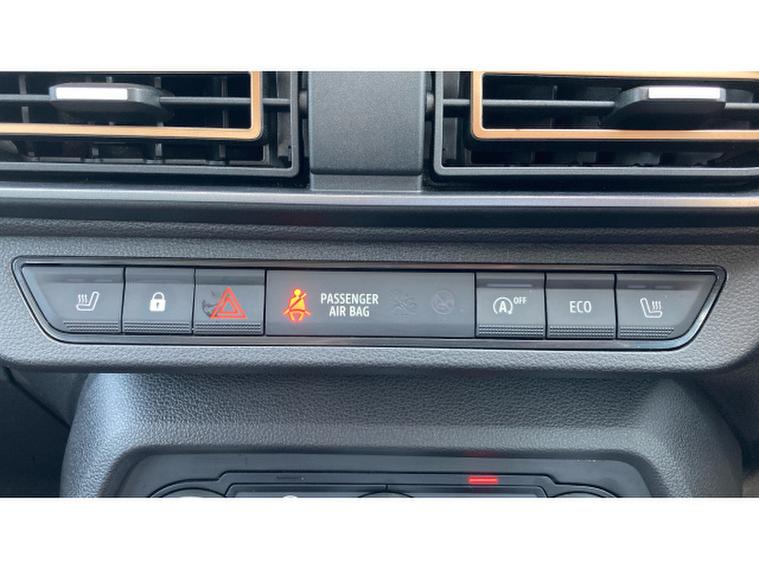 PASSENGER
AIR BAG
A OFF
ECO